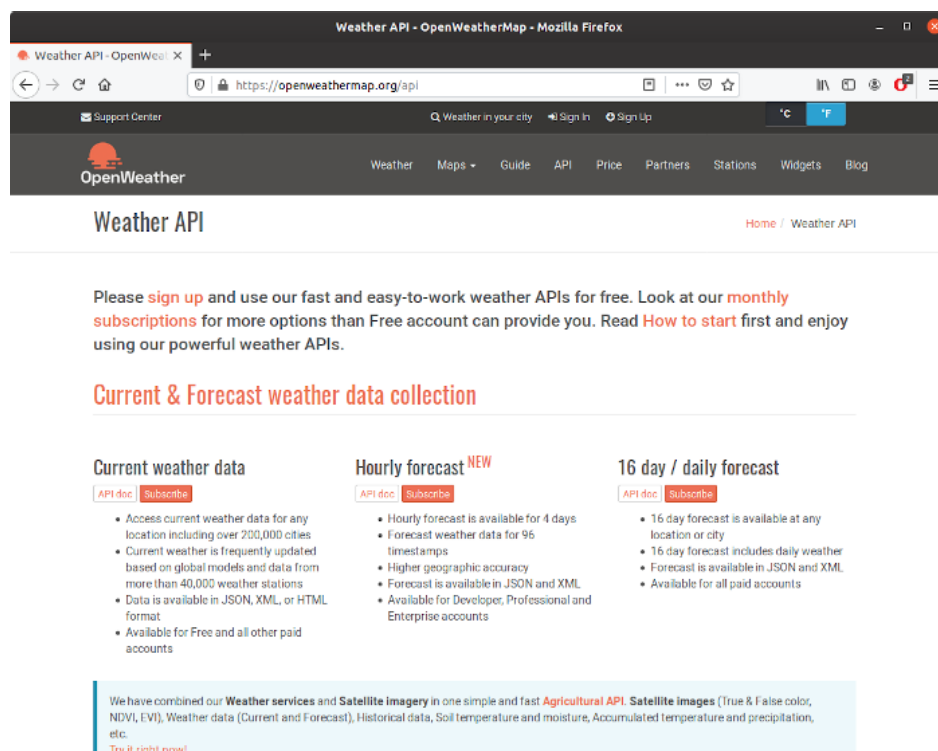 Weather API - OpenWeatherMap - Mozilla Firefox
Weather API - OpenWeat
https://openweathermap.org/api
2
Support Center
Weather in your city
Sign In
Sign Up
°C
°F
OpenWeather
Weather
Maps
Guide
API
Price
Partners
Stations
Widgets
Blog
Weather API
Home / Weather API
Please sign up and use our fast and easy-to-work weather APIs for free. Look at our monthly
subscriptions for more options than Free account can provide you. Read How to start first and enjoy
using our powerful weather APIs.
Current & Forecast weather data collection
Current weather data
API doc Subscribe
• Access current weather data for any
location including over 200,000 cities
• Current weather is frequently updated
based on global models and data from
more than 40,000 weather stations
• Data is available in JSON, XML, or HTML
format
• Available for Free and all other paid
accounts
Hourly forecast NEW
API doc Subscribe
• Hourly forecast is available for 4 days
• Forecast weather data for 96
timestamps
• Higher geographic accuracy
• Forecast is available in JSON and XML
• Available for Developer, Professional and
Enterprise accounts
16 day / daily forecast
API doc Subscribe
• 16 day forecast is available at any
location or city
• 16 day forecast includes daily weather
• Forecast is available in JSON and XML
• Available for all paid accounts
We have combined our Weather services and Satellite imagery in one simple and fast Agricultural API. Satellite images (True & False color,
NDVI, EVI), Weather data (Current and Forecast), Historical data, Soil temperature and moisture, Accumulated temperature and precipitation,
etc.
Try it right now!